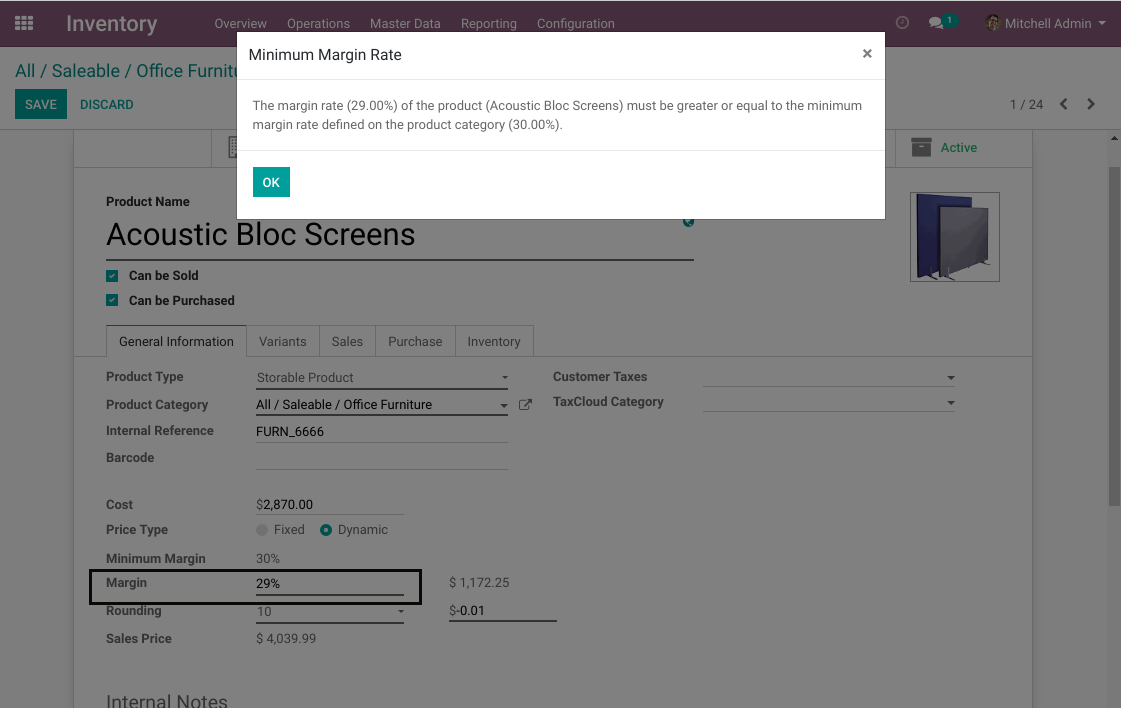 Inventory Overview Operations Master Data Reporting Configuration 1 Mitchell Admin
Minimum Margin Rate ×
All / Saleable / Office Furnitu
The margin rate (29.00%) of the product (Acoustic Bloc Screens) must be greater or equal to the minimum
margin rate defined on the product category (30.00%).
SAVE DISCARD 1 / 24
Active
OK
Product Name
Acoustic Bloc Screens
Can be Sold
Can be Purchased
General Information Variants Sales Purchase Inventory
Product Type Storable Product Customer Taxes
Product Category All / Saleable / Office Furniture TaxCloud Category
Internal Reference FURN_6666
Barcode
Cost $2,870.00
Price Type Fixed Dynamic
Minimum Margin 30%
Margin 29% $ 1,172.25
Rounding 10 $-0.01
Sales Price $ 4,039.99
Internal Notes